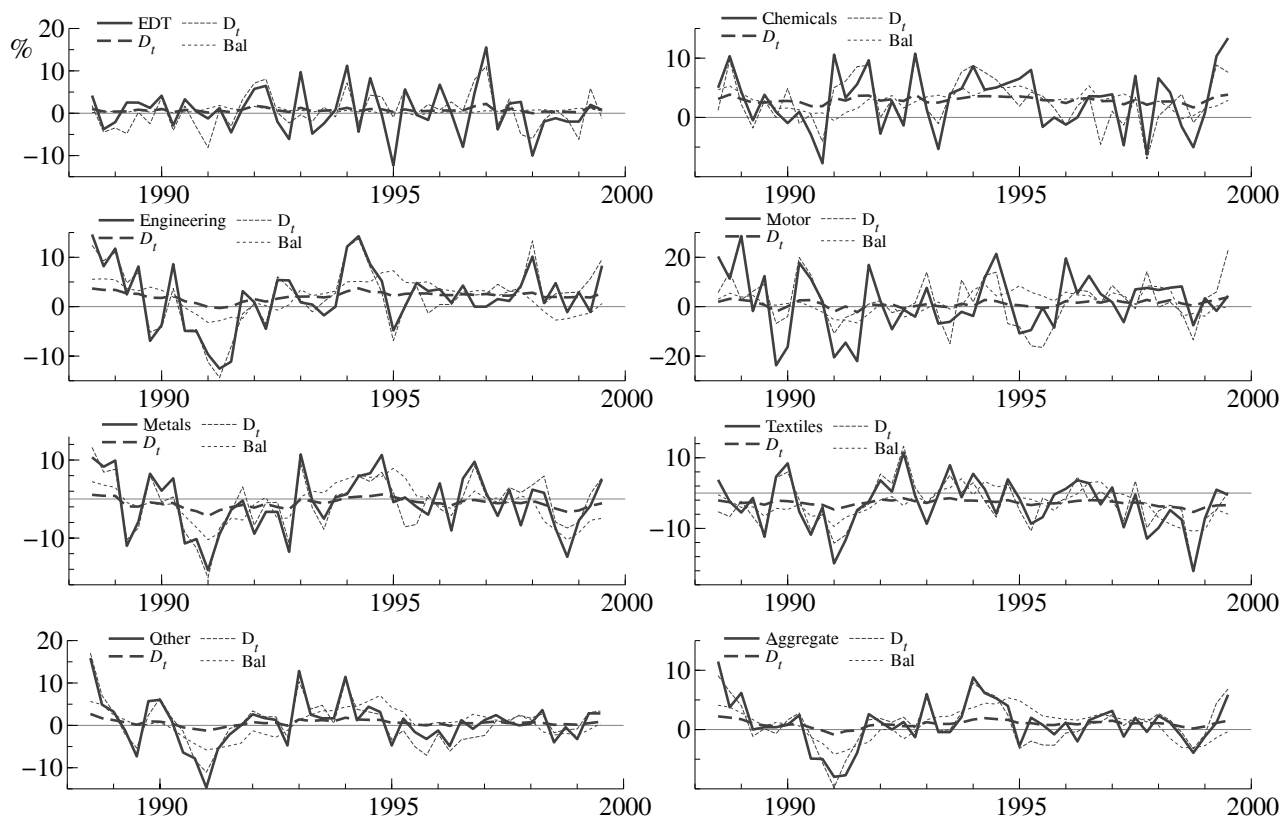 EDT D_t
D_t Bal
%
20
10
0
−10
1990 1995 2000
Chemicals D_t
D_t Bal
10
0
1990 1995 2000
Engineering D_t
D_t Bal
10
0
−10
1990 1995 2000
Motor D_t
D_t Bal
20
0
−20
1990 1995 2000
Metals D_t
D_t Bal
10
−10
1990 1995 2000
Textiles D_t
D_t Bal
10
−10
1990 1995 2000
Other D_t
D_t Bal
20
10
0
−10
1990 1995 2000
Aggregate D_t
D_t Bal
10
0
1990 1995 2000